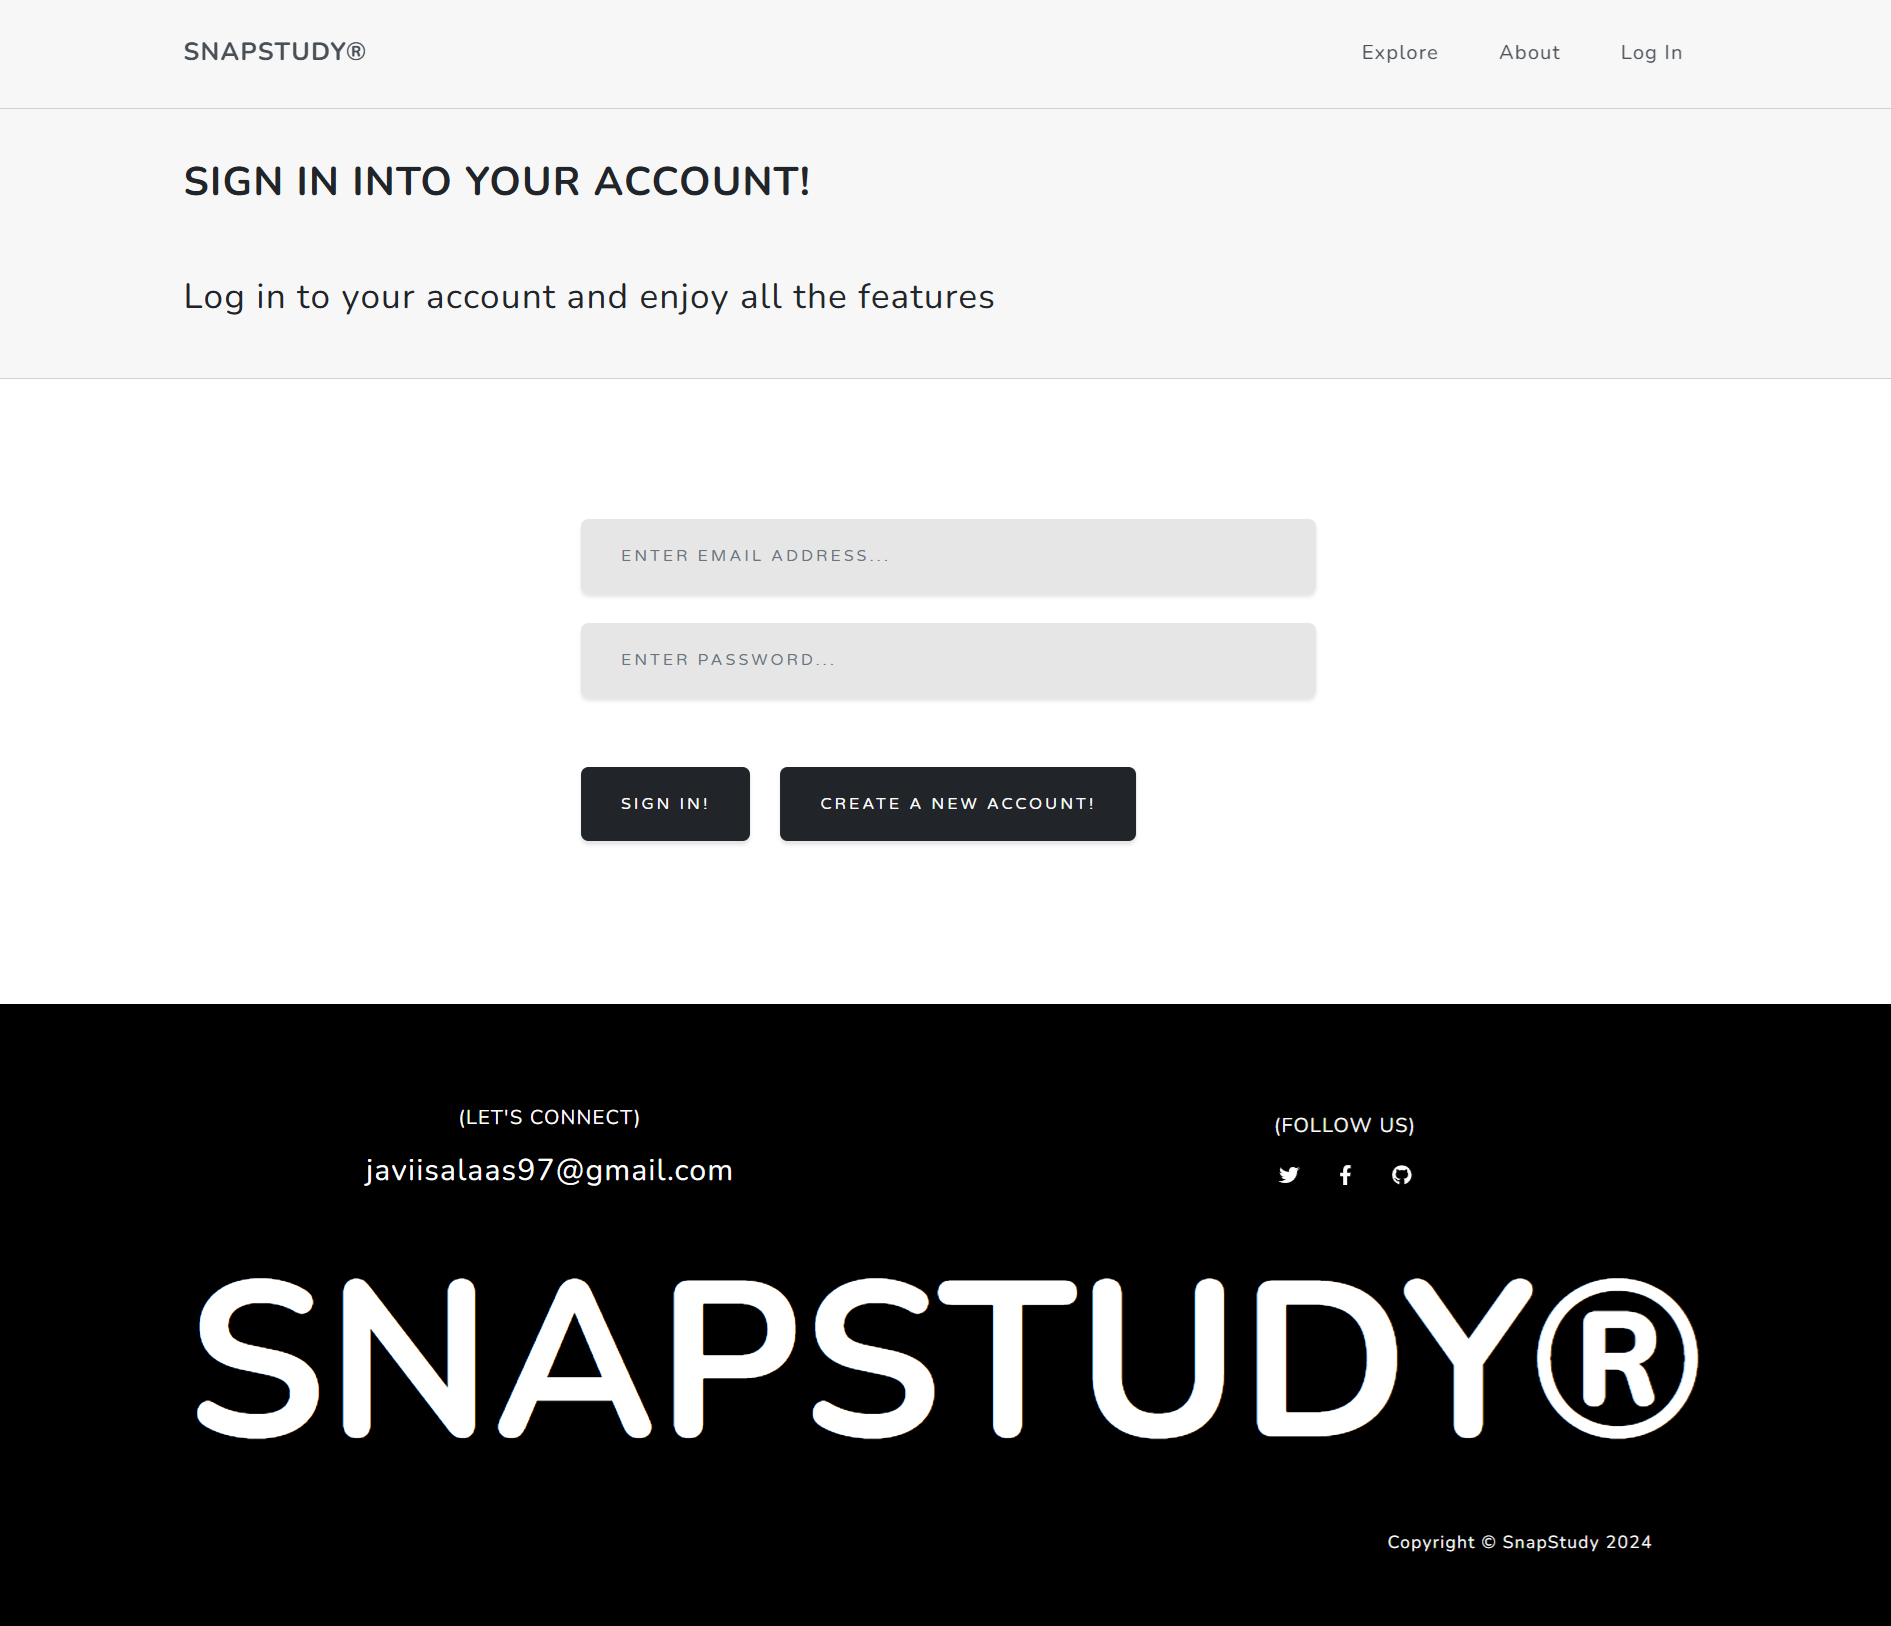 SNAPSTUDY®
Explore About Log In
SIGN IN INTO YOUR ACCOUNT!
Log in to your account and enjoy all the features
ENTER EMAIL ADDRESS...
ENTER PASSWORD...
SIGN IN! CREATE A NEW ACCOUNT!
(LET'S CONNECT)
javiisalaas97@gmail.com
(FOLLOW US)
SNAPSTUDY®
Copyright © SnapStudy 2024